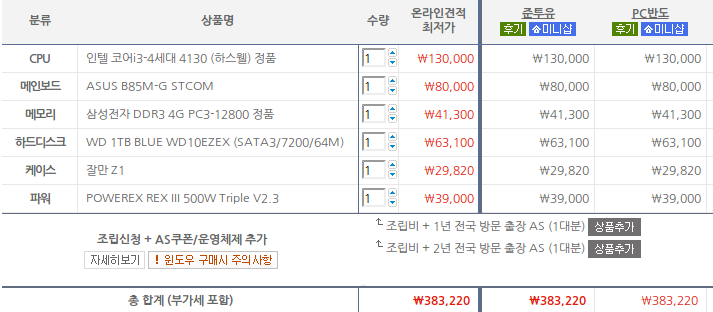 분류 상품명 수량 온라인견적 최저가 준투유 PC반도
후기 미니샵 후기 미니샵
CPU 인텔 코어i3-4세대 4130 (하스웰) 정품 1 ₩130,000 ₩130,000 ₩130,000
메인보드 ASUS B85M-G STCOM 1 ₩80,000 ₩80,000 ₩80,000
메모리 삼성전자 DDR3 4G PC3-12800 정품 1 ₩41,300 ₩41,300 ₩41,300
하드디스크 WD 1TB BLUE WD10EZEX (SATA3/7200/64M) 1 ₩63,100 ₩63,100 ₩63,100
케이스 잘만 Z1 1 ₩29,820 ₩29,820 ₩29,820
파워 POWEREX REX III 500W Triple V2.3 1 ₩39,000 ₩39,000 ₩39,000
조립신청 + AS쿠폰/운영체제 추가
자세히보기 ! 윈도우 구매시 주의사항
조립비 + 1년 전국 방문 출장 AS (1대분) 상품추가
조립비 + 2년 전국 방문 출장 AS (1대분) 상품추가
총 합계 (부가세 포함) ₩383,220 ₩383,220 ₩383,220